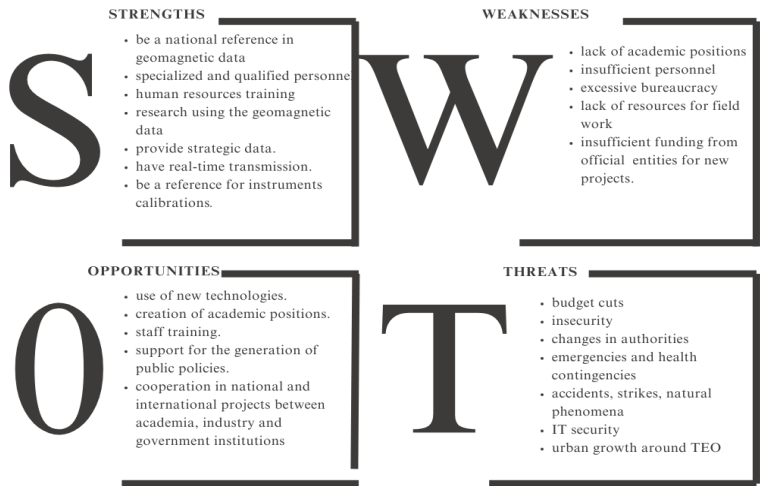 STRENGTHS
S
• be a national reference in
geomagnetic data
• specialized and qualified personnel
• human resources training
• research using the geomagnetic
data
• provide strategic data.
• have real-time transmission.
• be a reference for instruments
calibrations.
WEAKNESSES
W
• lack of academic positions
• insufficient personnel
• excessive bureaucracy
• lack of resources for field
work
• insufficient funding from
official entities for new
projects.
OPPORTUNITIES
O
• use of new technologies.
• creation of academic positions.
• staff training.
• support for the generation of
public policies.
• cooperation in national and
international projects between
academia, industry and
government institutions
THREATS
T
• budget cuts
• insecurity
• changes in authorities
• emergencies and health
contingencies
• accidents, strikes, natural
phenomena
• IT security
• urban growth around TEO